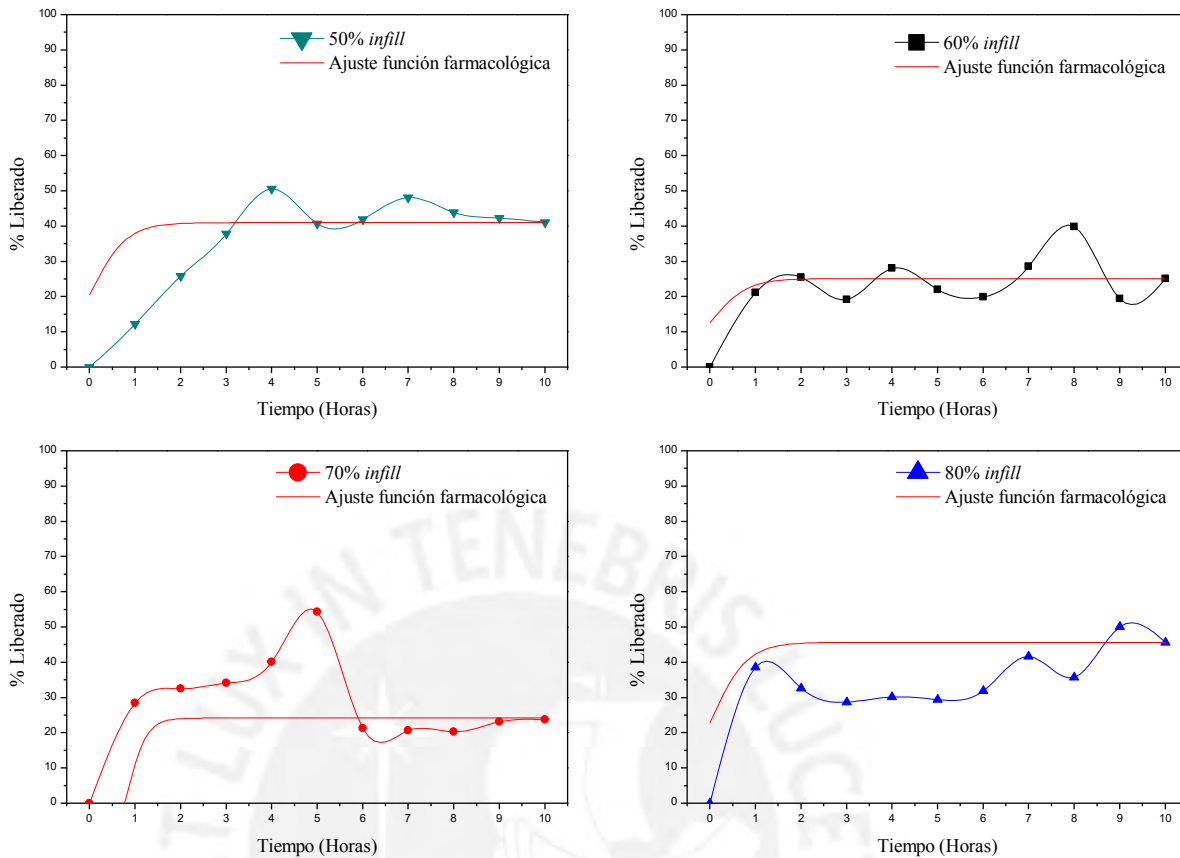 50% infill
Ajuste función farmacológica
% Liberado
100
90
80
70
60
50
40
30
20
10
0
0 1 2 3 4 5 6 7 8 9 10
Tiempo (Horas)
60% infill
Ajuste función farmacológica
% Liberado
100
90
80
70
60
50
40
30
20
10
0
0 1 2 3 4 5 6 7 8 9 10
Tiempo (Horas)
70% infill
Ajuste función farmacológica
% Liberado
100
90
80
70
60
50
40
30
20
10
0
0 1 2 3 4 5 6 7 8 9 10
Tiempo (Horas)
80% infill
Ajuste función farmacológica
% Liberado
100
90
80
70
60
50
40
30
20
10
0
0 1 2 3 4 5 6 7 8 9 10
Tiempo (Horas)
ET LUX IN TENEBRIS LUCE